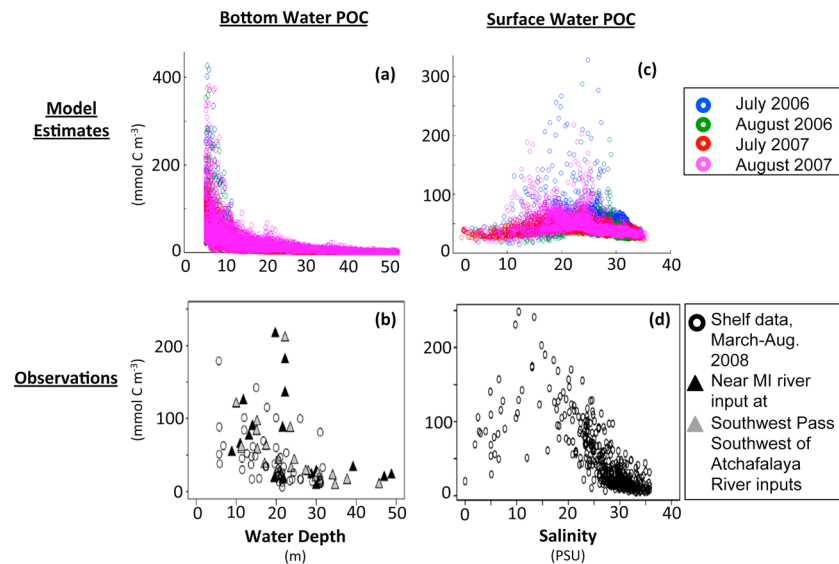 Bottom Water POC
Surface Water POC
Model
Estimates
(mmol C m-3)
400
200
0
0 10 20 30 40 50
(a)
300
200
100
50
0
0 10 20 30 40
(c)
July 2006
August 2006
July 2007
August 2007
Observations
(mmol C m-3)
200
100
50
0
0 10 20 30 40 50
(b)
Water Depth
(m)
200
100
50
0
0 10 20 30 40
(d)
Salinity
(PSU)
Shelf data,
March-Aug.
2008
Near MI river
input at
Southwest Pass
Southwest of
Atchafalaya
River inputs